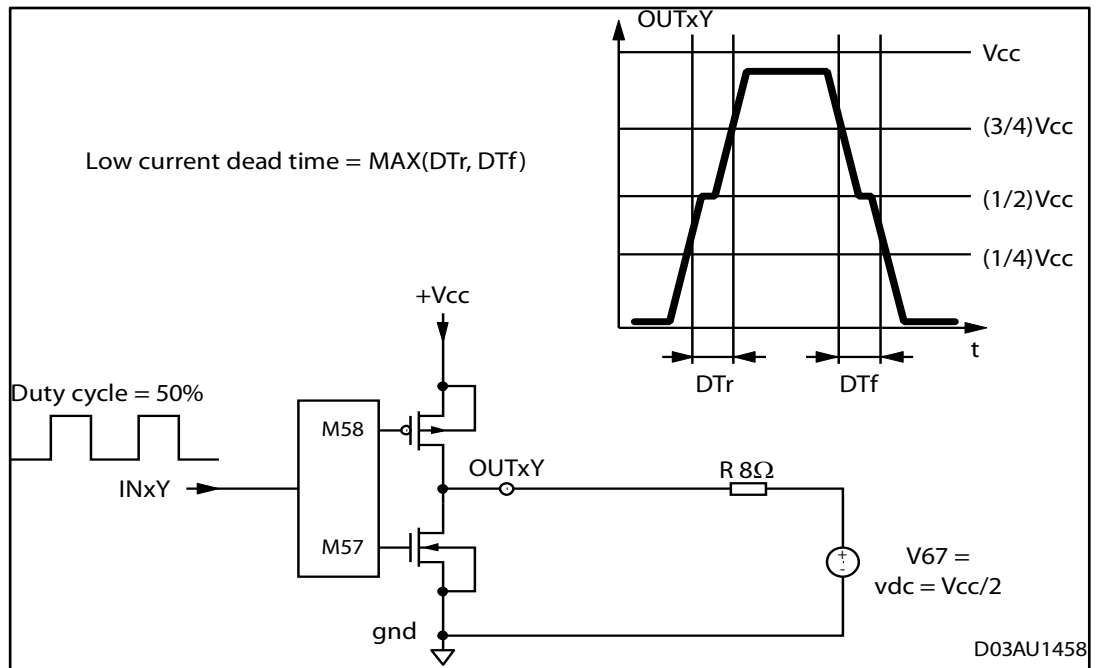 OUTxY
Vcc
(3/4)Vcc
Low current dead time = MAX(DTr, DTf)
(1/2)Vcc
(1/4)Vcc
+Vcc
t
DTr
DTf
Duty cycle = 50%
M58
OUTxY
R 8Ω
INxY
M57
+
-
V67 =
vdc = Vcc/2
gnd
D03AU1458